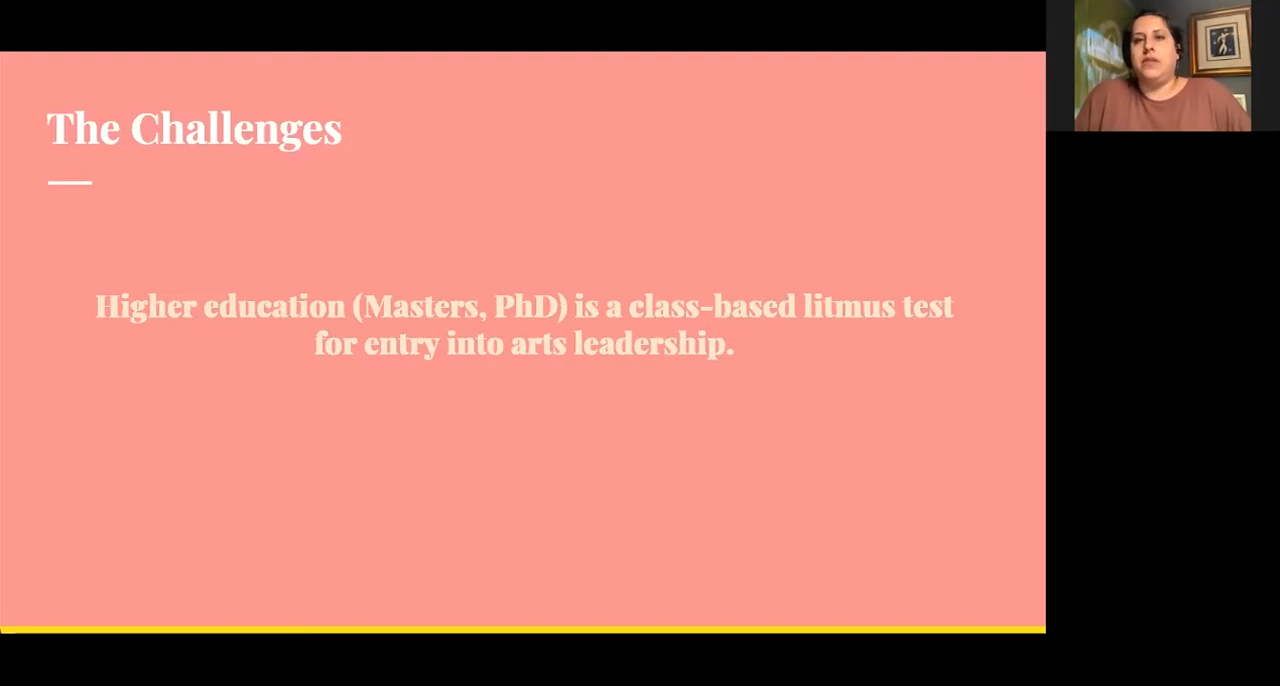 The Challenges
Higher education (Masters, PhD) is a class-based litmus test
for entry into arts leadership.